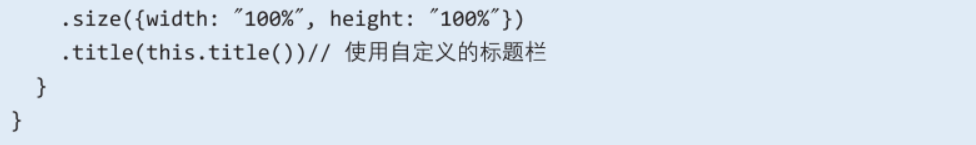 .size({width: "100%", height: "100%"})
.title(this.title())// 使用自定义的标题栏
}
}